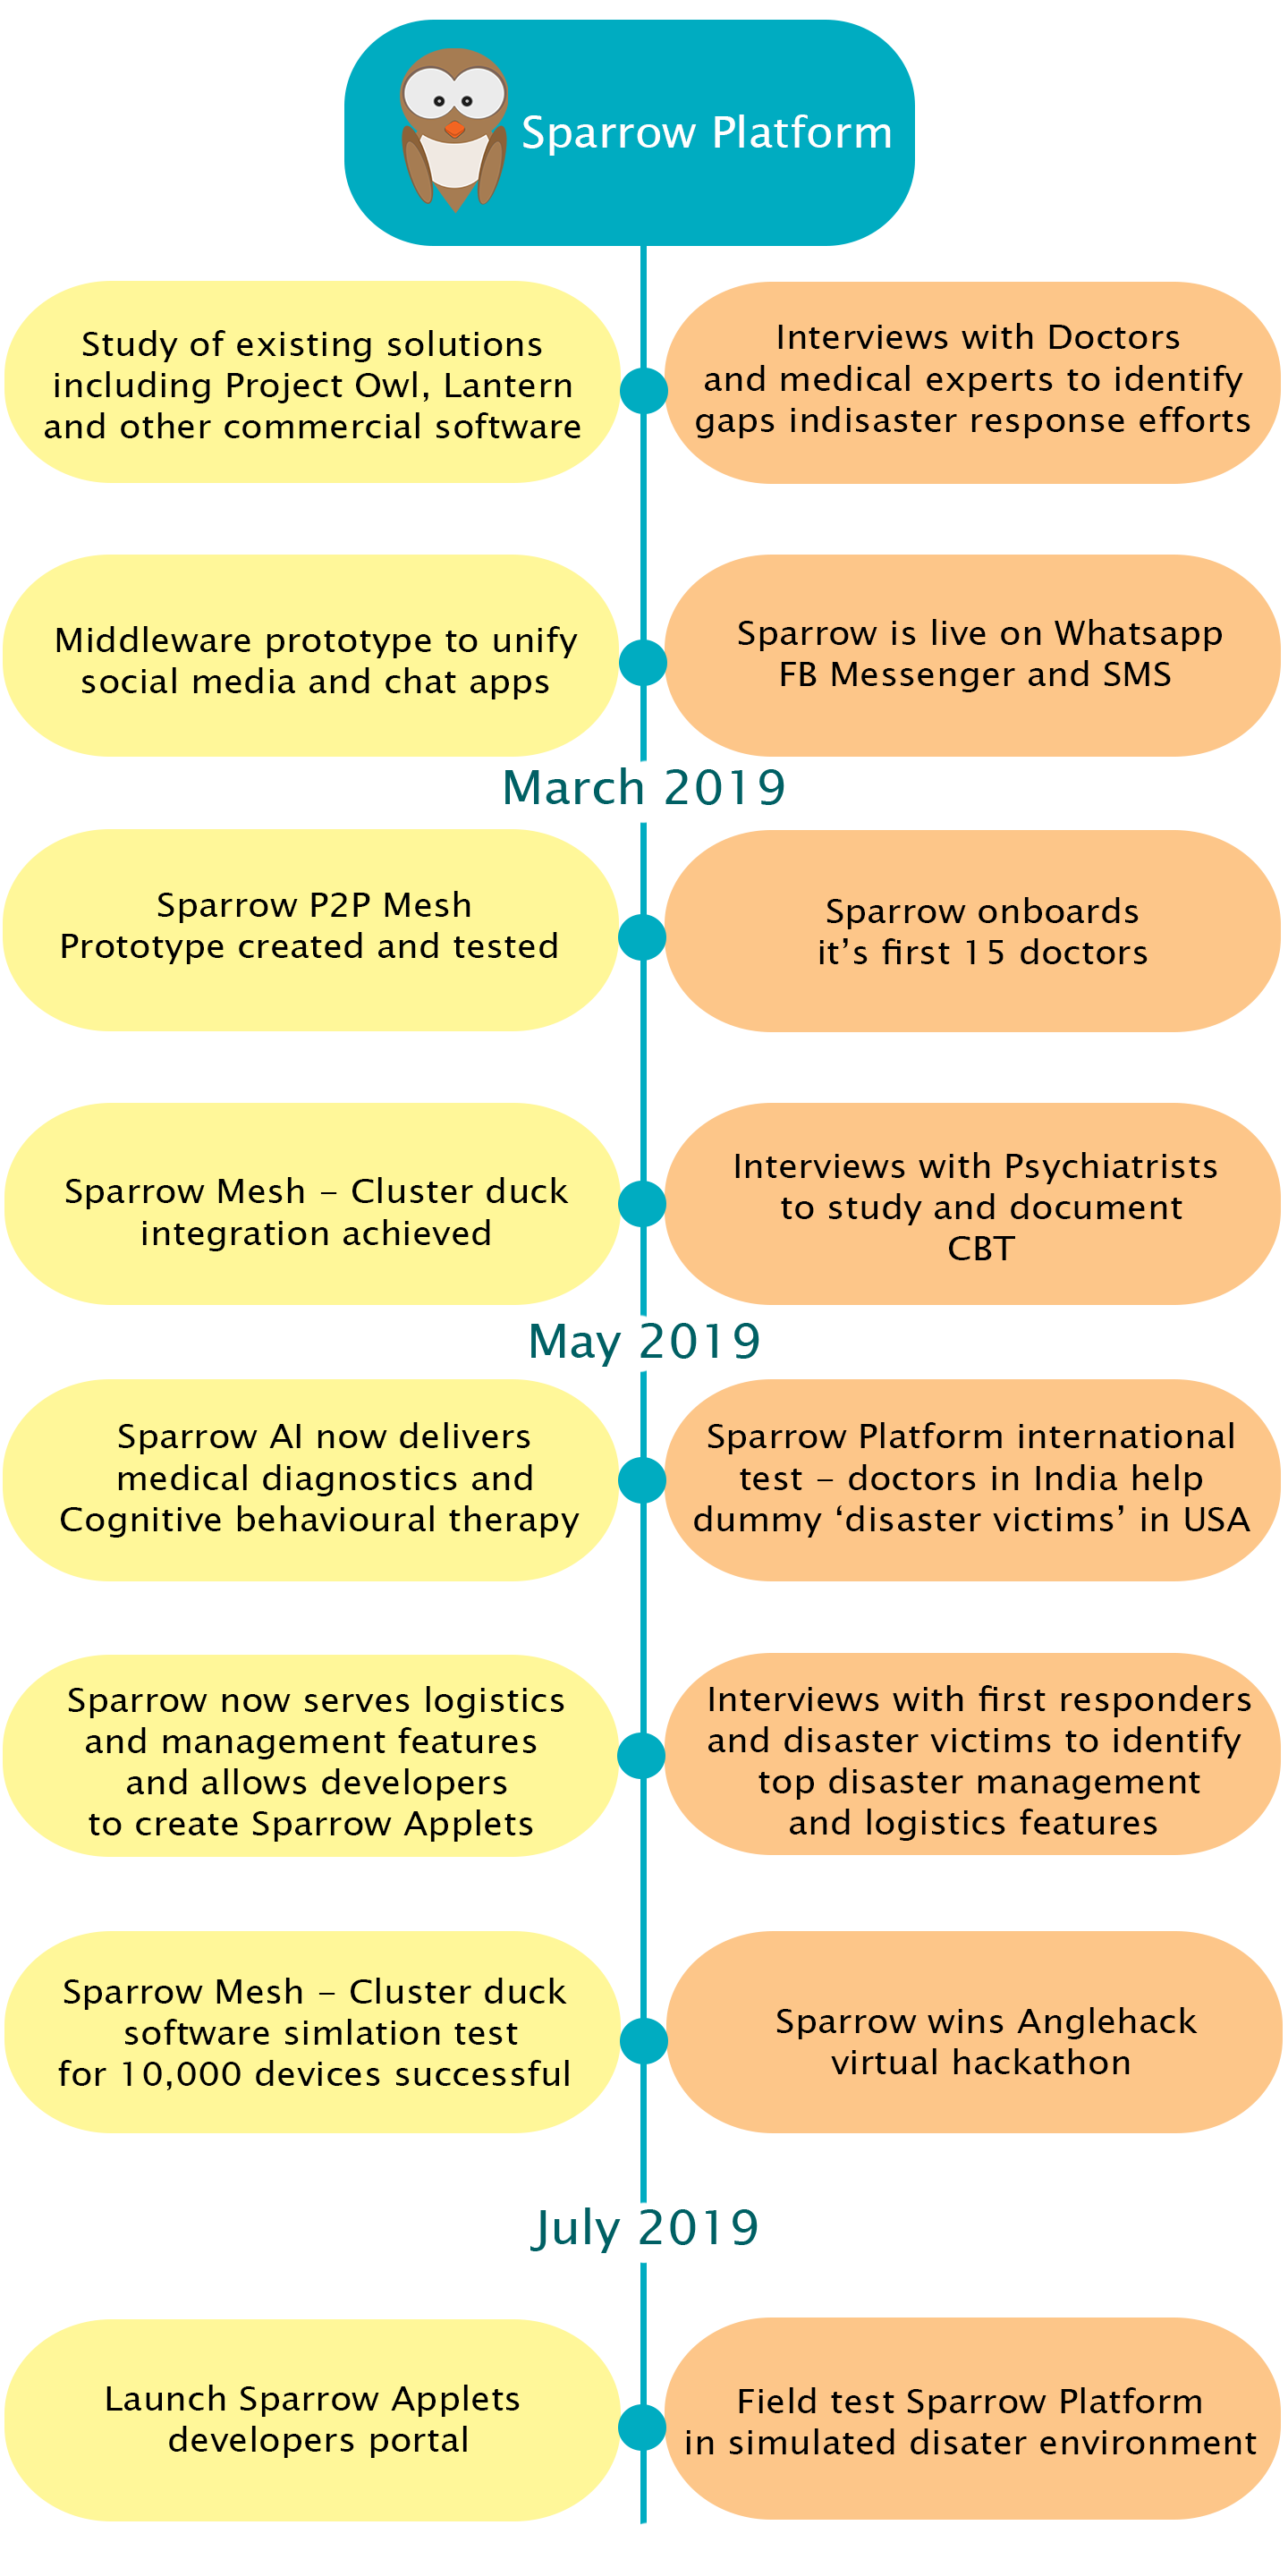 Sparrow Platform
Study of existing solutions
including Project Owl, Lantern
and other commercial software
Interviews with Doctors
and medical experts to identify
gaps indisaster response efforts
Middleware prototype to unify
social media and chat apps
Sparrow is live on Whatsapp
FB Messenger and SMS
March 2019
Sparrow P2P Mesh
Prototype created and tested
Sparrow onboards
it’s first 15 doctors
Sparrow Mesh – Cluster duck
integration achieved
Interviews with Psychiatrists
to study and document
CBT
May 2019
Sparrow AI now delivers
medical diagnostics and
Cognitive behavioural therapy
Sparrow Platform international
test – doctors in India help
dummy ‘disaster victims’ in USA
Sparrow now serves logistics
and management features
and allows developers
to create Sparrow Applets
Interviews with first responders
and disaster victims to identify
top disaster management
and logistics features
Sparrow Mesh – Cluster duck
software simlation test
for 10,000 devices successful
Sparrow wins Anglehack
virtual hackathon
July 2019
Launch Sparrow Applets
developers portal
Field test Sparrow Platform
in simulated disater environment